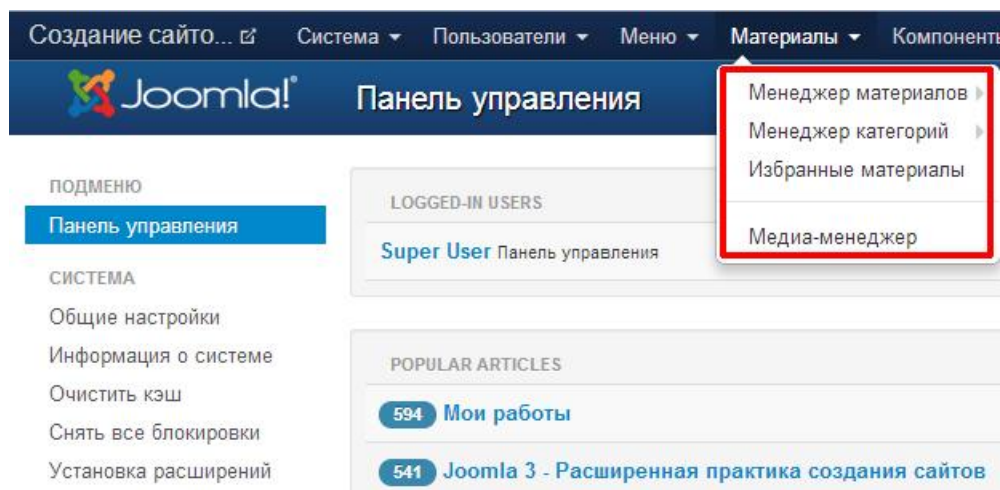 Создание сайто... Система Пользователи Меню Материалы Компоненты
Joomla!® Панель управления
Менеджер материалов
Менеджер категорий
Избранные материалы
Медиа-менеджер
ПОДМЕНЮ
Панель управления
СИСТЕМА
Общие настройки
Информация о системе
Очистить кэш
Снять все блокировки
Установка расширений
LOGGED-IN USERS
Super User Панель управления
POPULAR ARTICLES
594 Мои работы
541 Joomla 3 - Расширенная практика создания сайтов